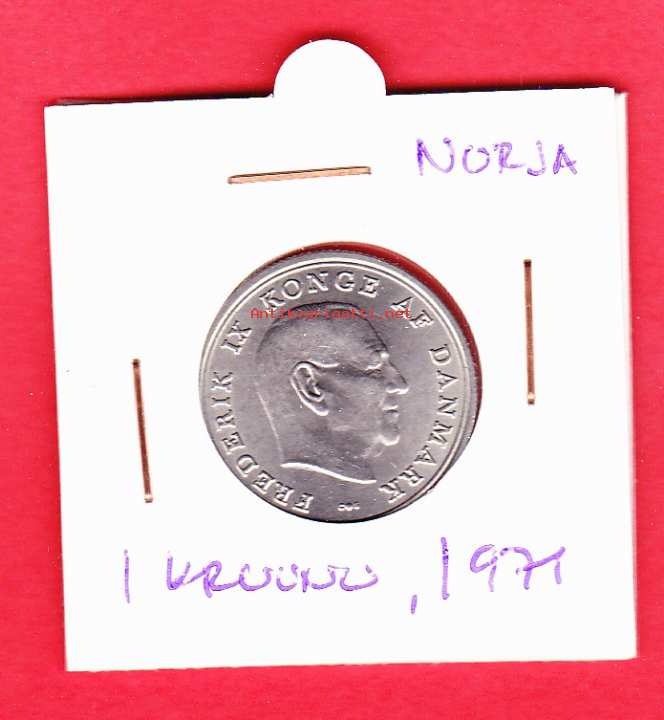 NORJA
FREDERIK IX KONGE AF DANMARK
Antikvariaatti.net
1 KRUUNU, 1971